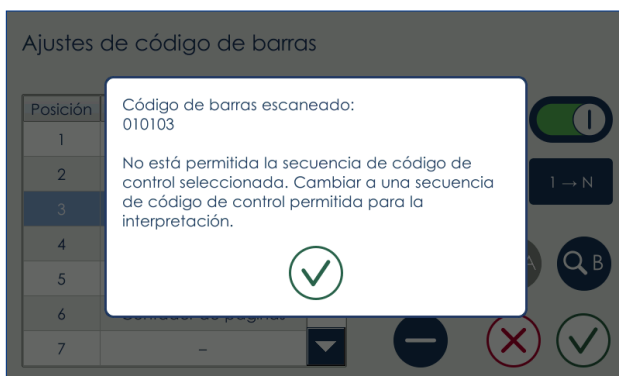 Ajustes de código de barras
Posición
1
2
3
4
5
6
7 –
Código de barras escaneado:
010103
No está permitida la secuencia de código de
control seleccionada. Cambiar a una secuencia
de código de control permitida para la
interpretación.
1 → N
A
B